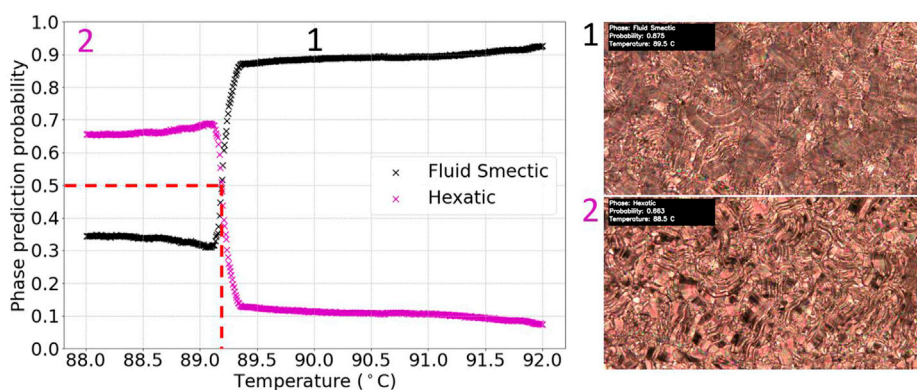 2
1
1.0
0.9
0.8
0.7
0.6
0.5
0.4
0.3
0.2
0.1
0.0
Phase prediction probability
Fluid Smectic
Hexatic
88.0 88.5 89.0 89.5 90.0 90.5 91.0 91.5 92.0
Temperature (°C)
1
Phase: Fluid Smectic
Probability: 0.875
Temperature: 89.5 C
2
Phase: Hexatic
Probability: 0.663
Temperature: 88.5 C